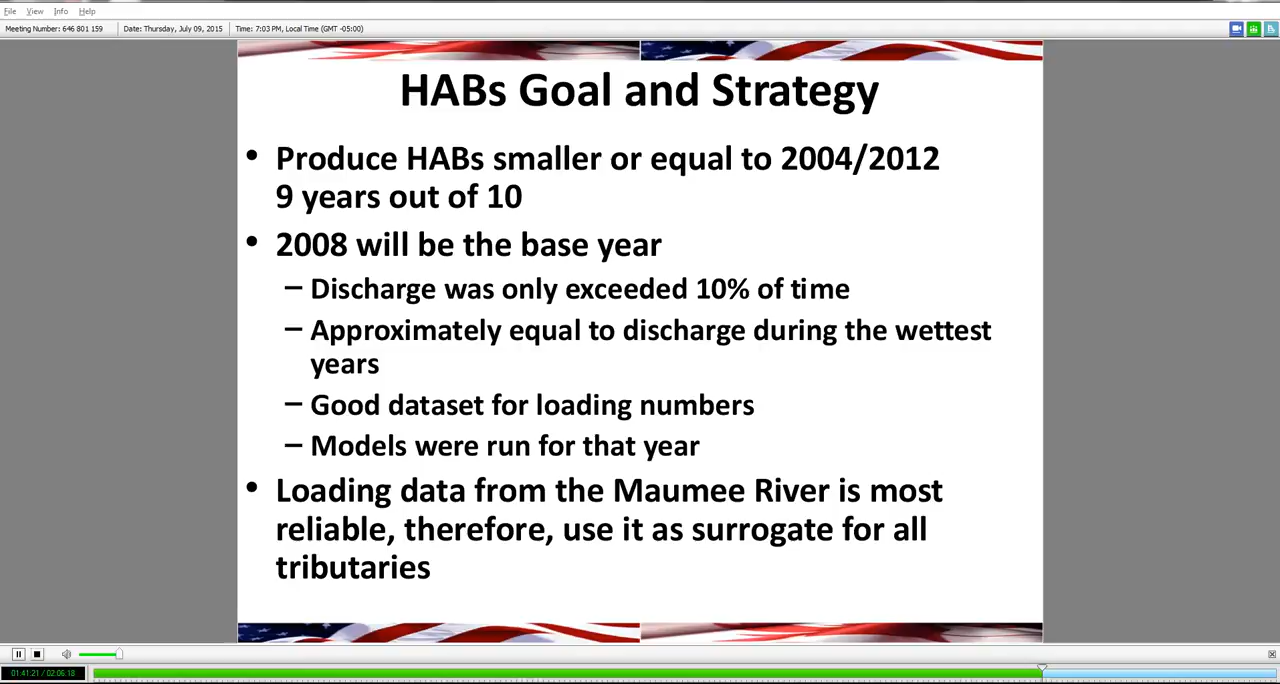 File View Info Help
Meeting Number: 646 801 159 Date: Thursday, July 09, 2015 Time: 7:03 PM, Local Time (GMT -05:00)
HABs Goal and Strategy
• Produce HABs smaller or equal to 2004/2012
9 years out of 10
• 2008 will be the base year
– Discharge was only exceeded 10% of time
– Approximately equal to discharge during the wettest
years
– Good dataset for loading numbers
– Models were run for that year
• Loading data from the Maumee River is most
reliable, therefore, use it as surrogate for all
tributaries
01:41:21 / 02:06:18